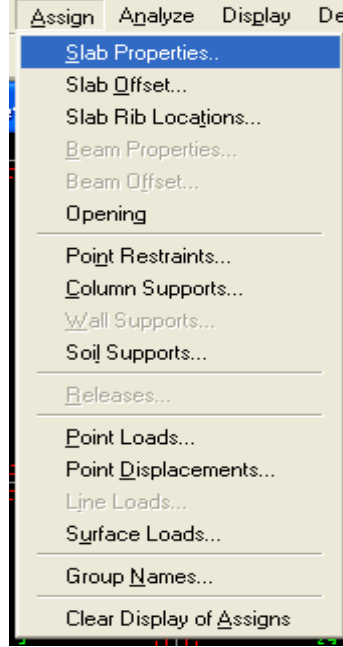 Assign Analyze Display De
Slab Properties..
Slab Offset...
Slab Rib Locations...
Beam Properties...
Beam Offset...
Opening
Point Restraints...
Column Supports...
Wall Supports...
Soil Supports...
Releases...
Point Loads...
Point Displacements...
Line Loads...
Surface Loads...
Group Names...
Clear Display of Assigns